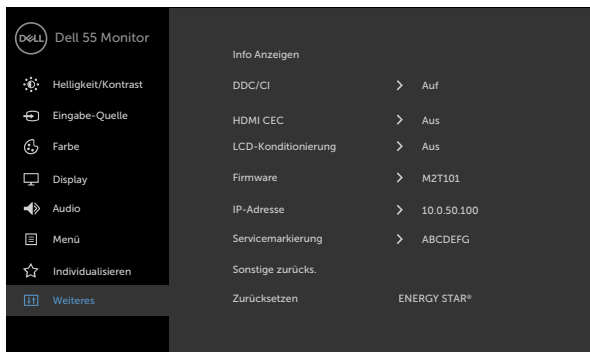 DELL Dell 55 Monitor
Info Anzeigen
Helligkeit/Kontrast DDC/CI > Auf
Eingabe-Quelle HDMI CEC > Aus
Farbe LCD-Konditionierung > Aus
Display Firmware > M2T101
Audio IP-Adresse > 10.0.50.100
Menü Servicemarkierung > ABCDEFG
Individualisieren Sonstige zurücks.
Weiteres Zurücksetzen ENERGY STAR®